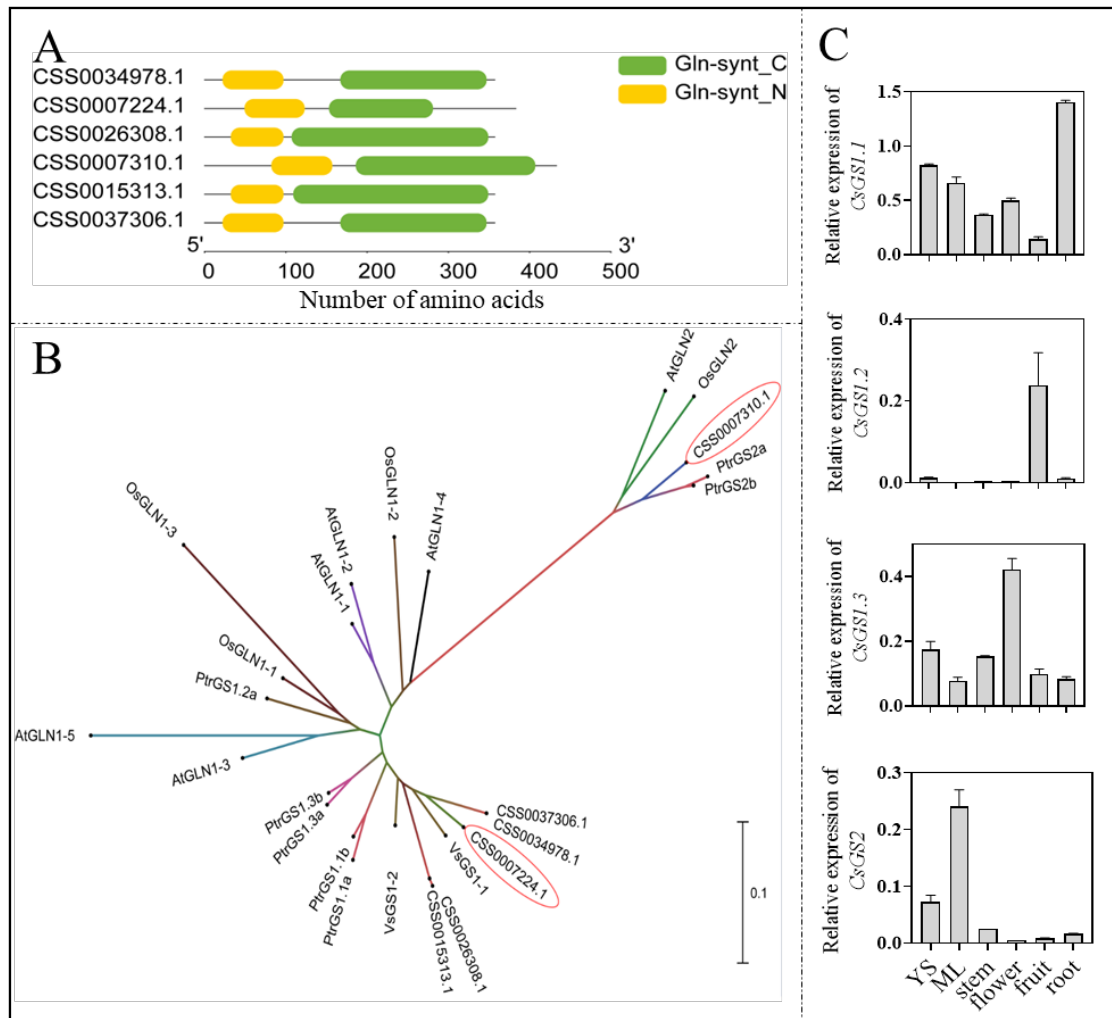 A
CSS0034978.1
CSS0007224.1
CSS0026308.1
CSS0007310.1
CSS0015313.1
CSS0037306.1
Gln-synt_C
Gln-synt_N
5'
3'
0 100 200 300 400 500
Number of amino acids
B
AtGLN2
OsGLN2
CSS0007310.1
PtrGS2a
PtrGS2b
OsGLN1-2
AtGLN1-4
AtGLN1-2
AtGLN1-1
OsGLN1-3
OsGLN1-1
PtrGS1.2a
AtGLN1-5
AtGLN1-3
PtrGS1.3b
PtrGS1.3a
PtrGS1.1b
PtrGS1.1a
VsGS1-2
CSS0015313.1
CSS0026308.1
VsGS1-1
CSS0007224.1
CSS0034978.1
CSS0037306.1
0.1
C
Relative expression of
CsGS1.1
1.5
1.0
0.5
0.0
Relative expression of
CsGS1.2
0.4
0.2
0.0
Relative expression of
CsGS1.3
0.4
0.2
0.0
Relative expression of
CsGS2
0.3
0.2
0.1
0.0
YS
ML
stem
flower
fruit
root